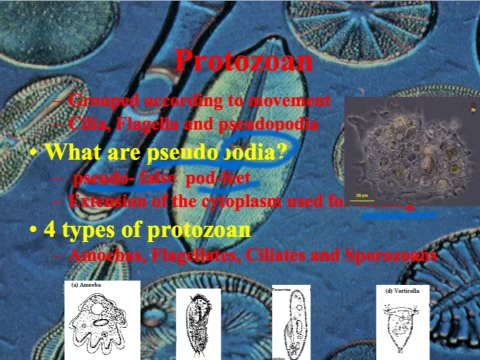 Protozoan
– Grouped according to movement
– Cilia, Flagella and pseudopodia
• What are pseudopodia?
– pseudo- false pod-feet
– Extension of the cytoplasm used
• 4 types of protozoan
– Amoebas, Flagellates, Ciliates and Sporozoans
(a) Amoeba
(d) Vorticella